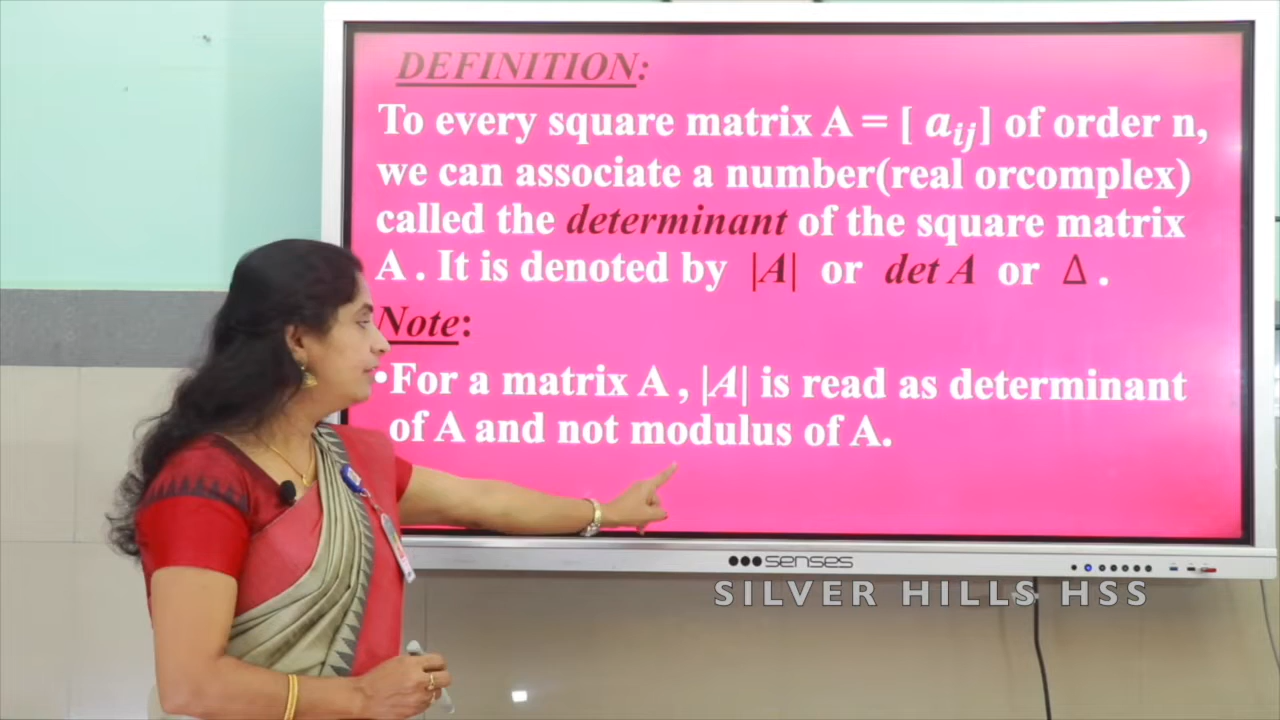 DEFINITION:
To every square matrix A = [ aᵢⱼ] of order n,
we can associate a number(real orcomplex)
called the determinant of the square matrix
A . It is denoted by |A| or det A or Δ .
Note:
•For a matrix A , |A| is read as determinant
of A and not modulus of A.
senses
SILVER HILLS HSS